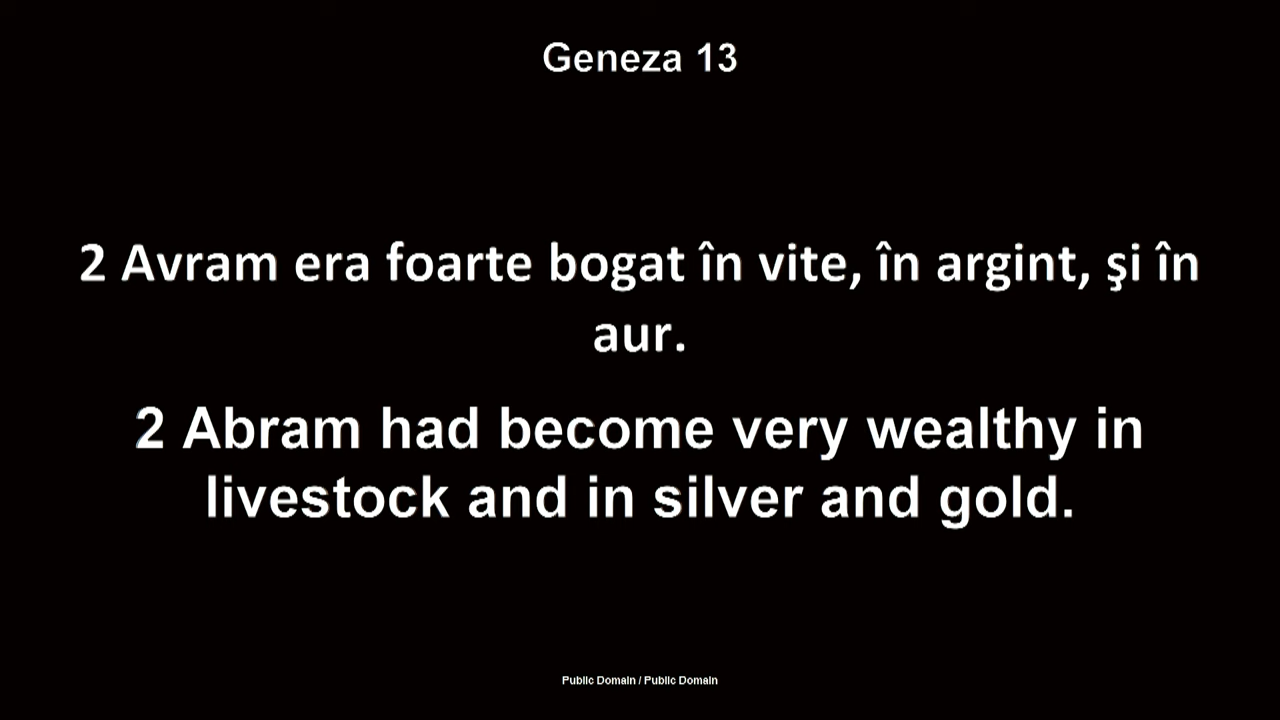 Geneza 13
2 Avram era foarte bogat în vite, în argint, şi în
aur.
2 Abram had become very wealthy in
livestock and in silver and gold.
Public Domain / Public Domain